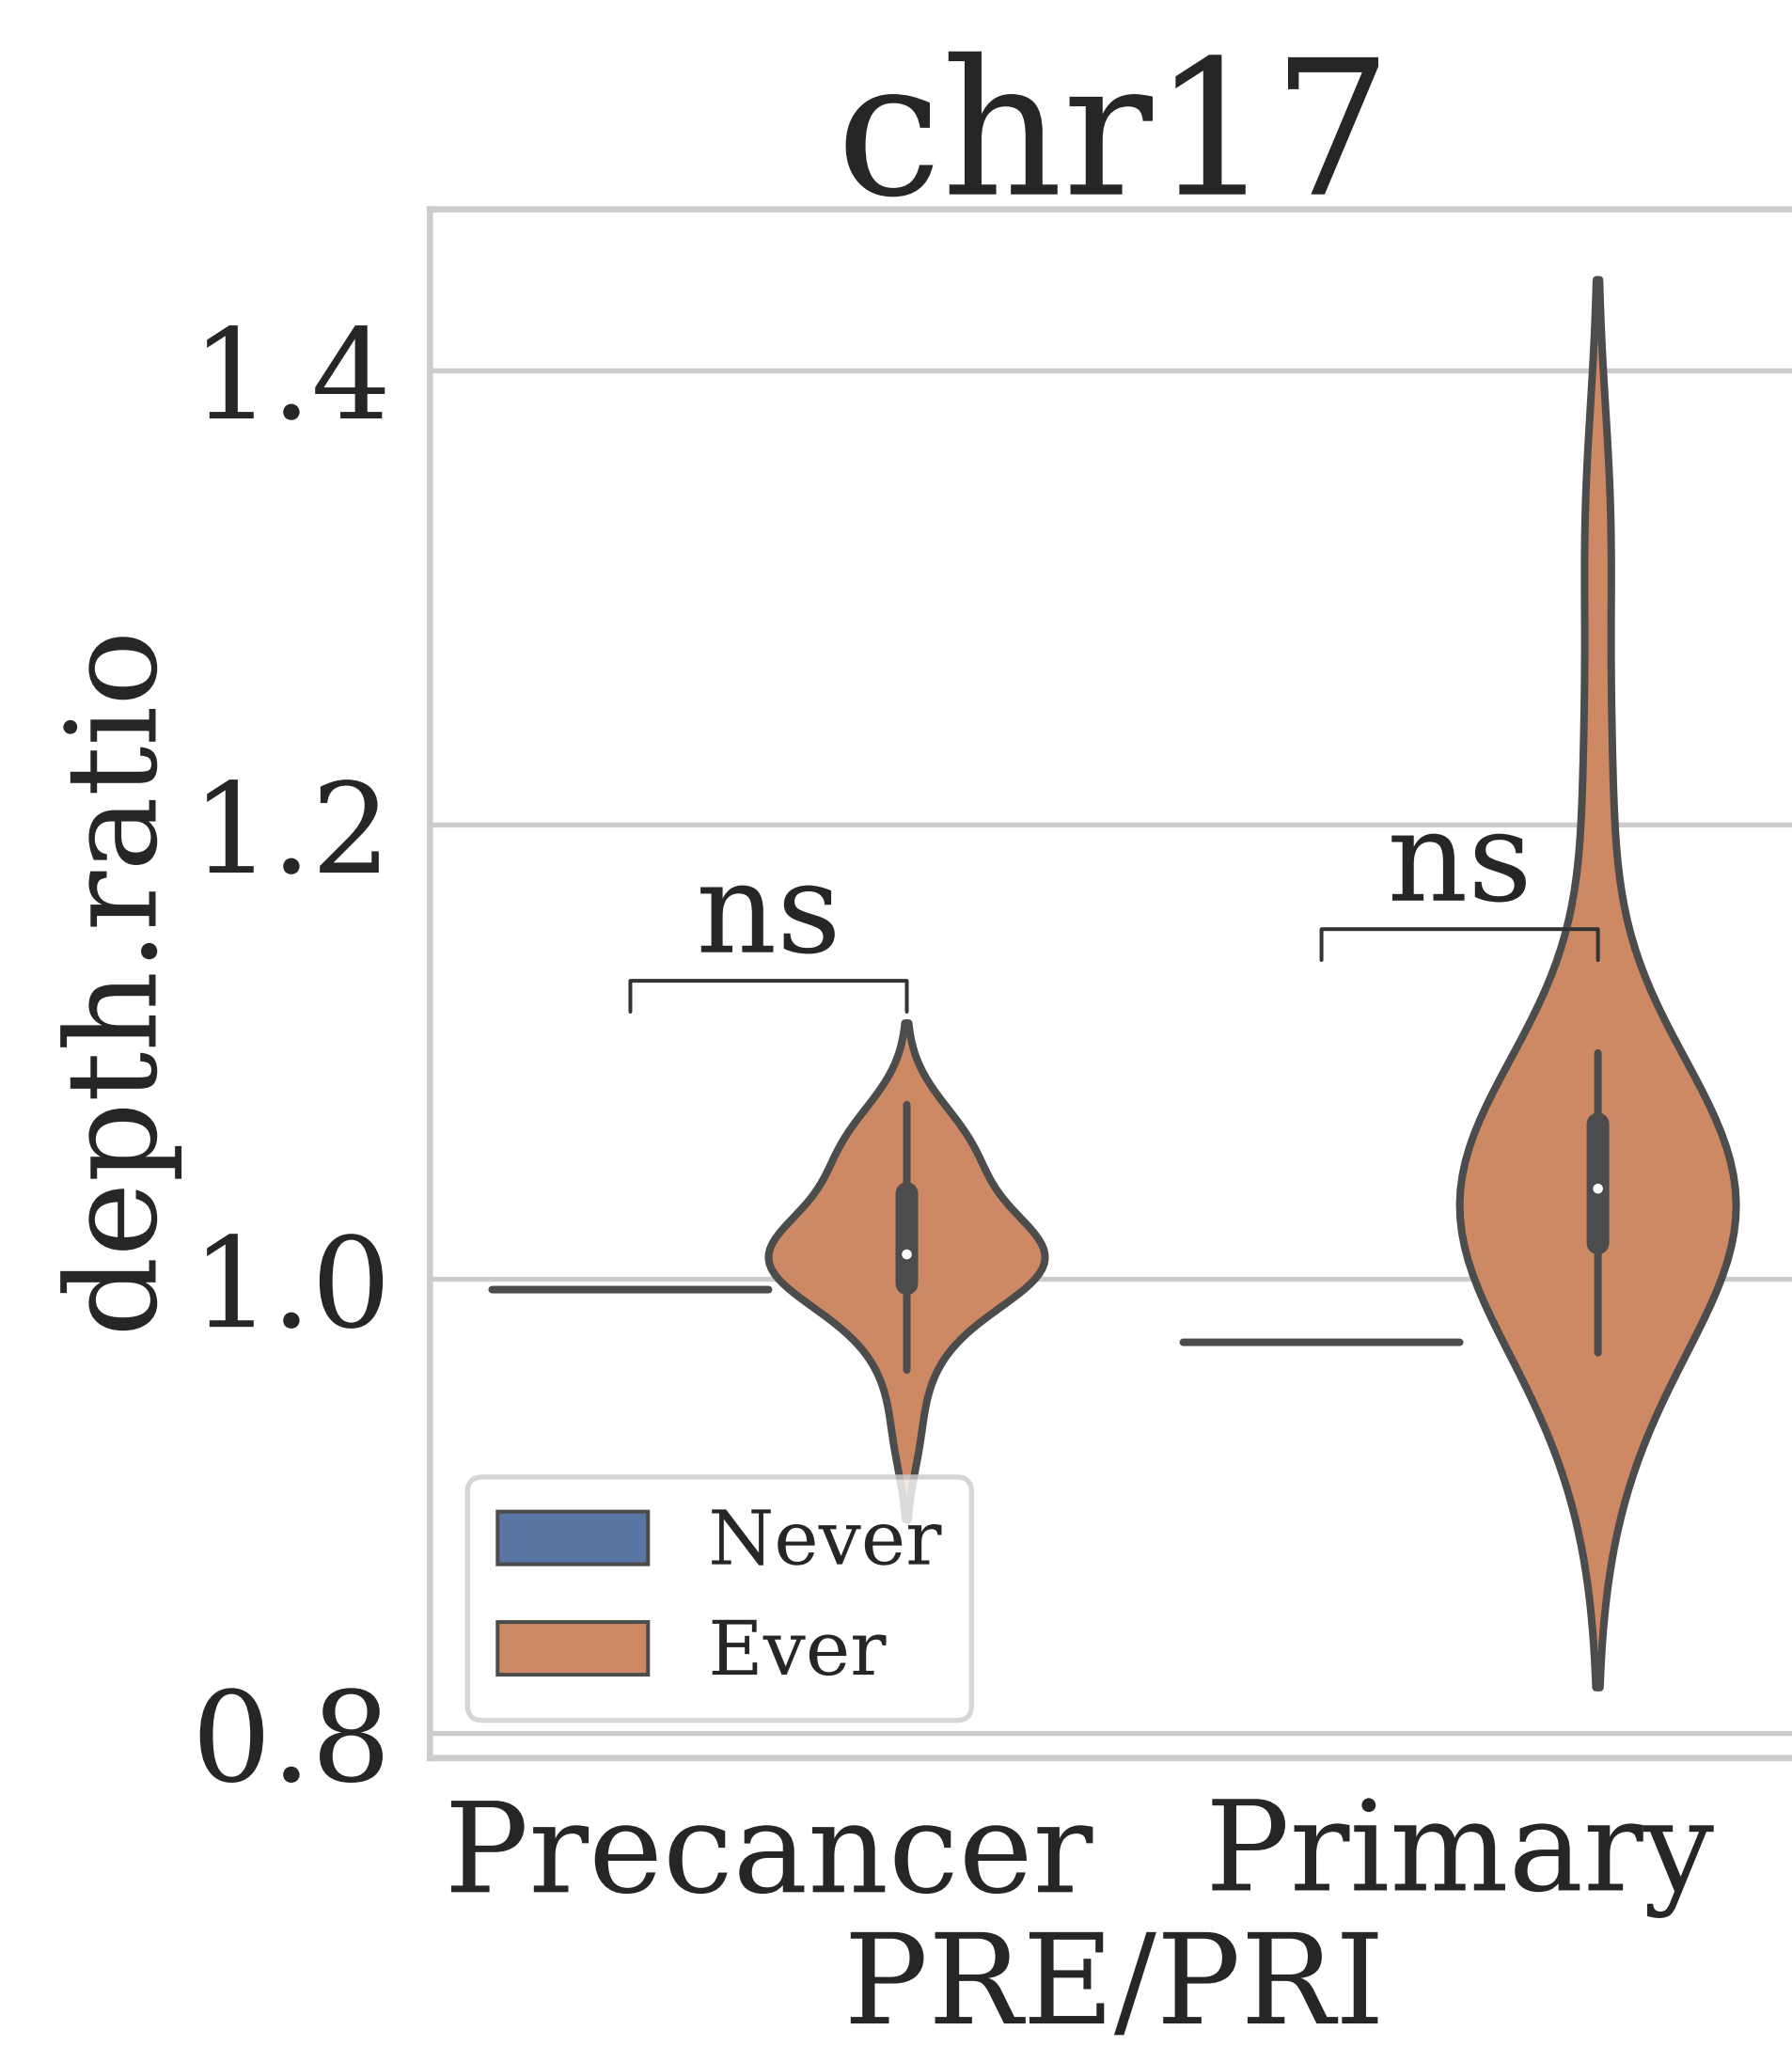 chr17
depth.ratio
1.4
1.2
1.0
0.8
ns
ns
Never
Ever
Precancer
Primary
PRE/PRI